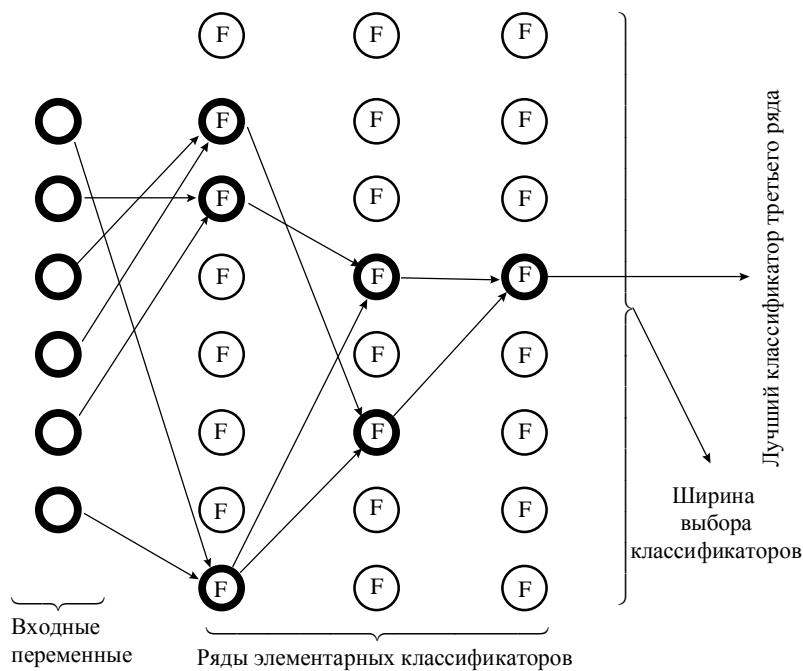 F F F
F F F
F F F
F F F
F F F
F F F
F F F
F F F
Лучший классификатор третьего ряда
Ширина
выбора
классификаторов
Входные
переменные
Ряды элементарных классификаторов